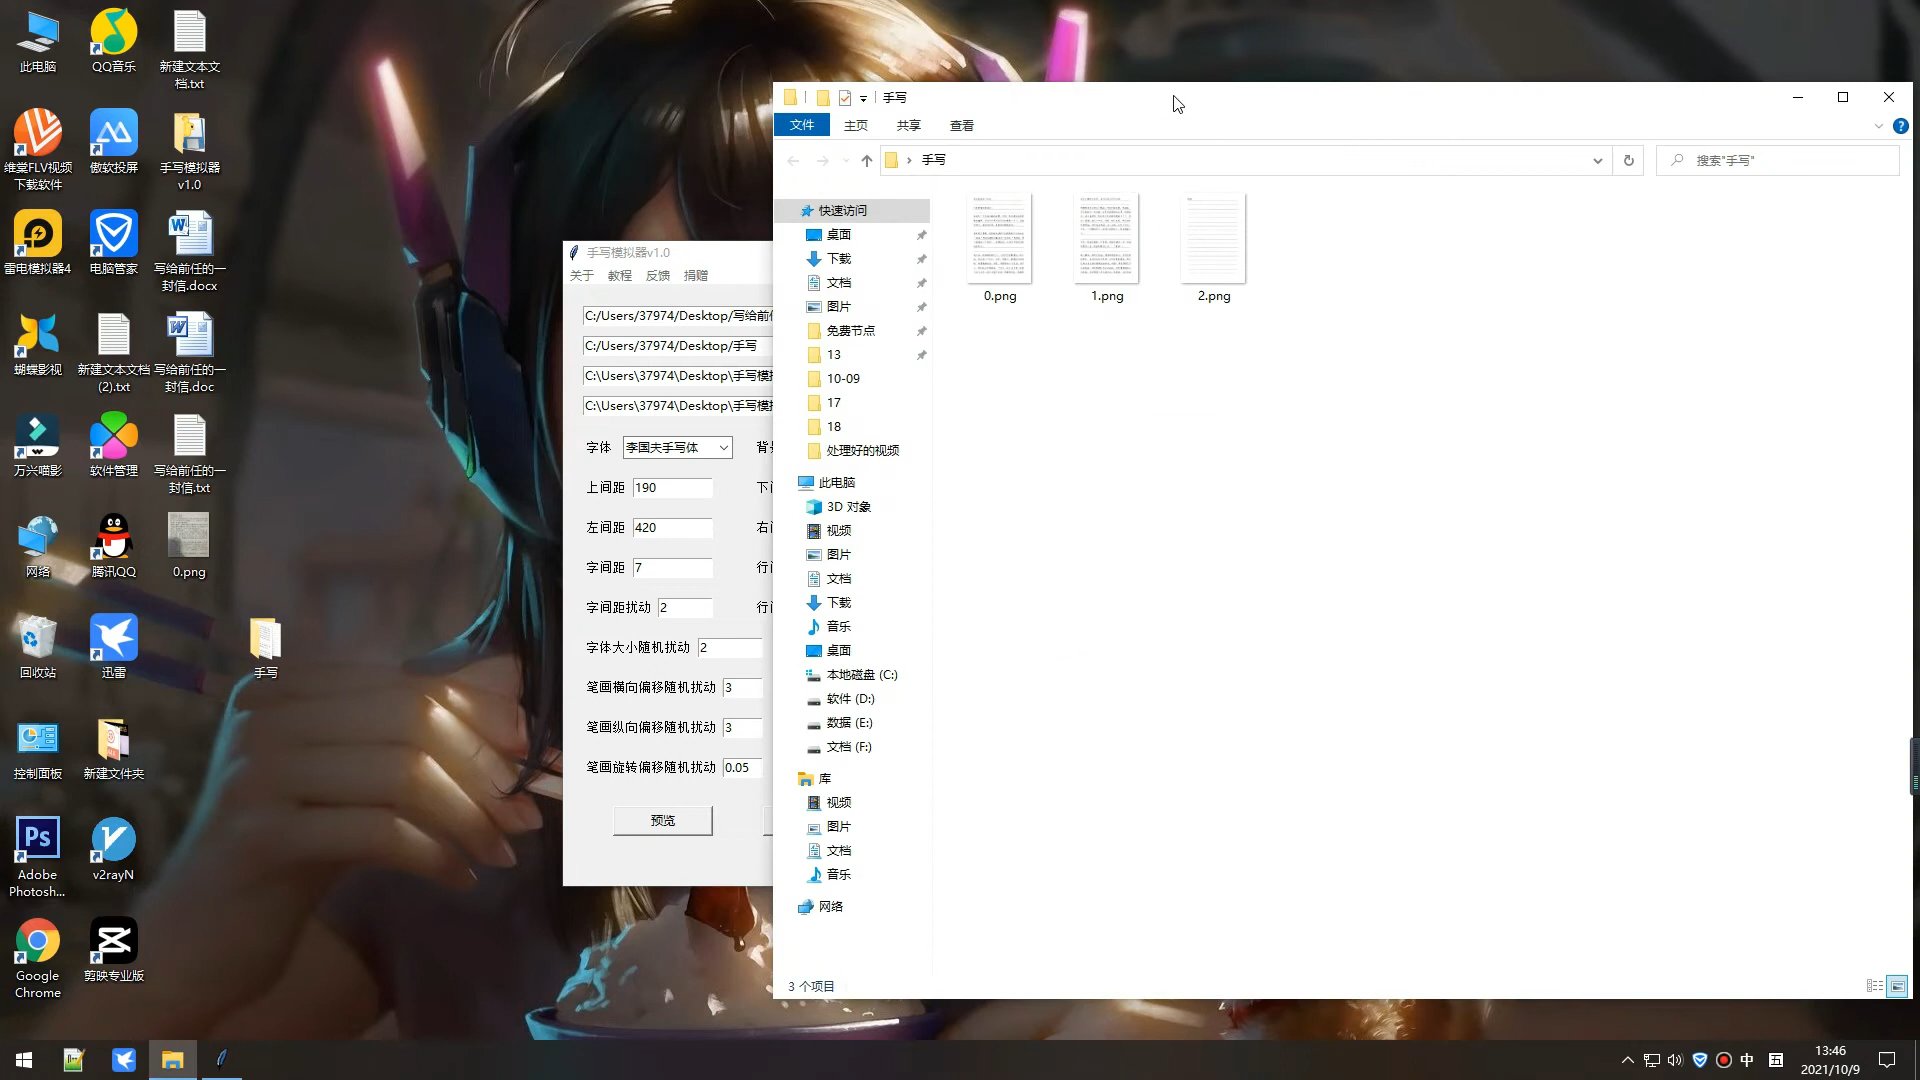 此电脑
QQ音乐
新建文本文
档.txt
维棠FLV视频
下载软件
傲软投屏
手写模拟器
v1.0
雷电模拟器4
电脑管家
写给前任的一
封信.docx
蝴蝶影视
新建文本文档
(2).txt
写给前任的一
封信.doc
万兴喵影
软件管理
写给前任的一
封信.txt
网络
腾讯QQ
0.png
回收站
迅雷
手写
控制面板
新建文件夹
Adobe
Photosh...
v2rayN
Google
Chrome
剪映专业版
手写模拟器v1.0
关于 教程 反馈 捐赠
C:/Users/37974/Desktop/写给前
C:/Users/37974/Desktop/手写
C:\Users\37974\Desktop\手写模
C:\Users\37974\Desktop\手写模
字体 李国夫手写体
上间距 190 下
左间距 420 右
字间距 7 行
字间距扰动 2 行
字体大小随机扰动 2
笔画横向偏移随机扰动 3
笔画纵向偏移随机扰动 3
笔画旋转偏移随机扰动 0.05
预览
手写
文件 主页 共享 查看
手写
搜索"手写"
快速访问
桌面
下载
文档
图片
免费节点
13
10-09
17
18
处理好的视频
此电脑
3D 对象
视频
图片
文档
下载
音乐
桌面
本地磁盘 (C:)
软件 (D:)
数据 (E:)
文档 (F:)
库
视频
图片
文档
音乐
网络
0.png 1.png 2.png
3 个项目
中 五
13:46
2021/10/9